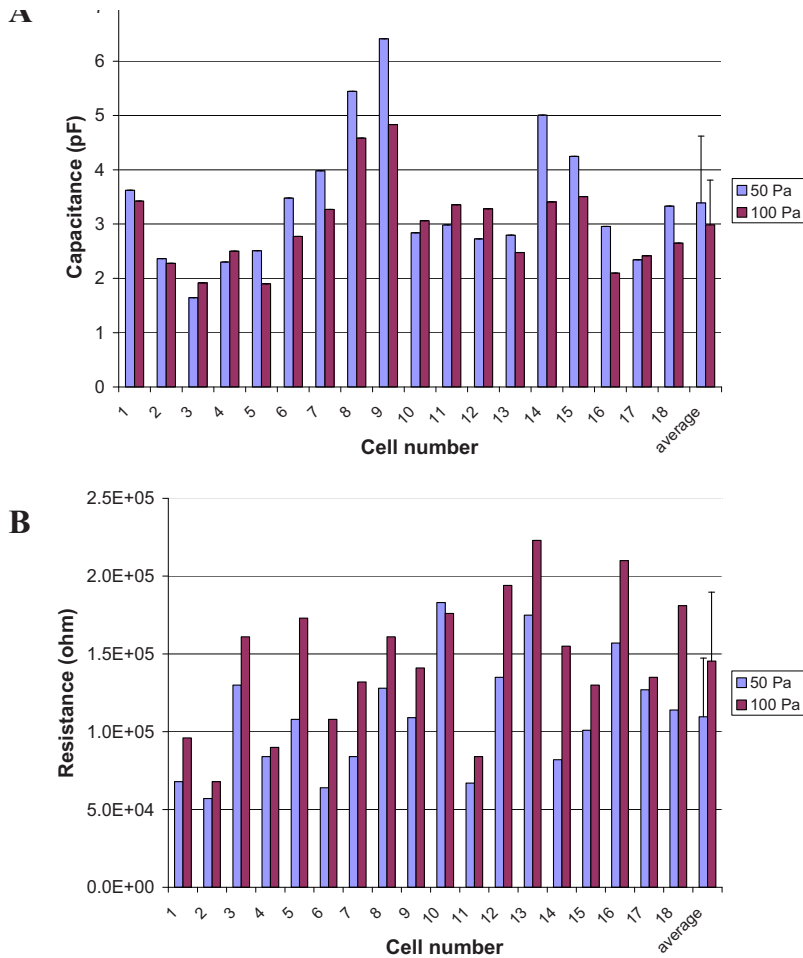 A
6
5
4
3
2
1
0
Capacitance (pF)
1 2 3 4 5 6 7 8 9 10 11 12 13 14 15 16 17 18 average
Cell number
50 Pa
100 Pa
B
2.5E+05
2.0E+05
1.5E+05
1.0E+05
5.0E+04
0.0E+00
Resistance (ohm)
1 2 3 4 5 6 7 8 9 10 11 12 13 14 15 16 17 18 average
Cell number
50 Pa
100 Pa